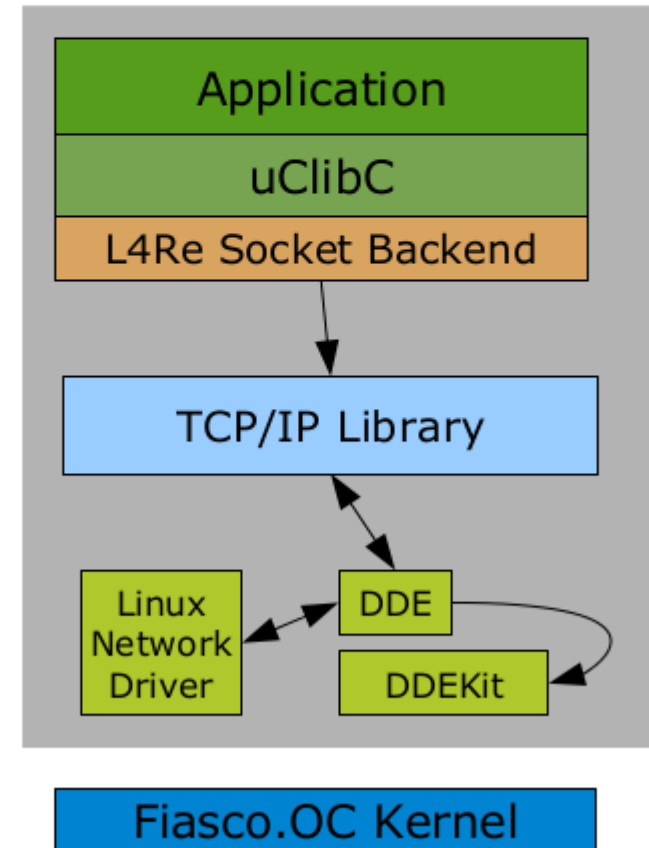 Application
uClibC
L4Re Socket Backend
TCP/IP Library
Linux
Network
Driver
DDE
DDEKit
Fiasco.OC Kernel